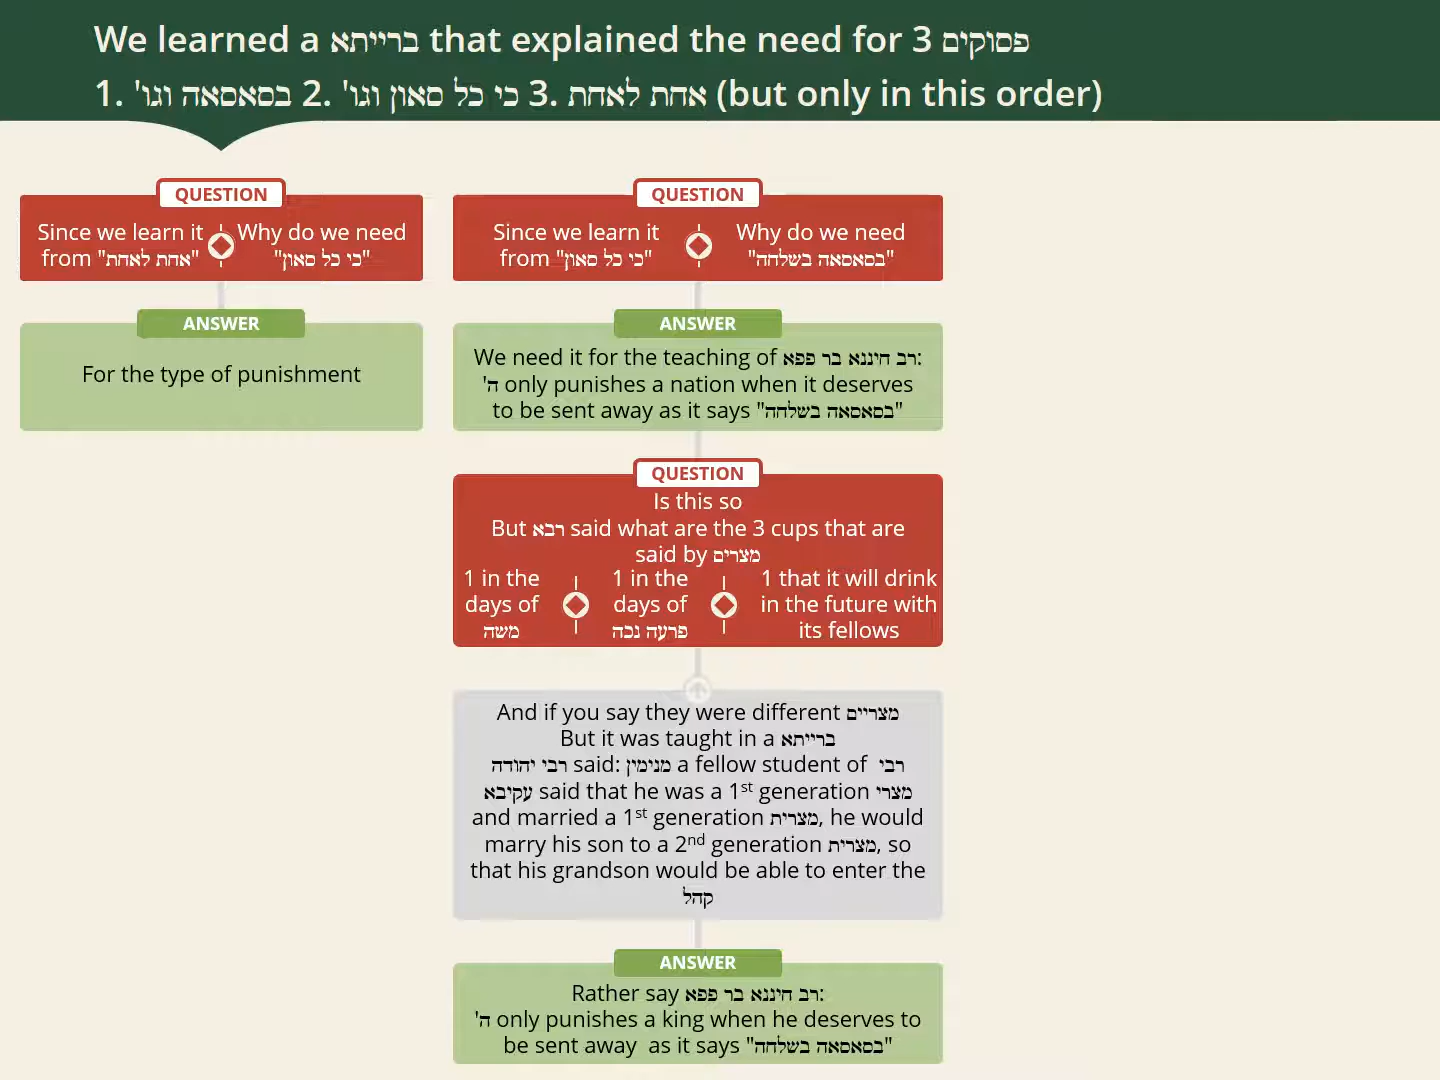 We learned a ברייתא that explained the need for 3 פסוקים
1. בסאסאה וגו' 2. כי כל סאון וגו' 3. אחת לאחת (but only in this order)
QUESTION
Since we learn it
from "אחת לאחת"
Why do we need
"כי כל סאון"
ANSWER
For the type of punishment
QUESTION
Since we learn it
from "כי כל סאון"
Why do we need
"בסאסאה בשלחה"
ANSWER
We need it for the teaching of רב חיננא בר פפא:
ה' only punishes a nation when it deserves
to be sent away as it says "בסאסאה בשלחה"
QUESTION
Is this so
But רבא said what are the 3 cups that are
said by מצרים
1 in the
days of
משה
1 in the
days of
פרעה נכה
1 that it will drink
in the future with
its fellows
And if you say they were different מצריים
But it was taught in a ברייתא
רבי יהודה said: מנימין a fellow student of רבי
עקיבא said that he was a 1st generation מצרי
and married a 1st generation מצרית, he would
marry his son to a 2nd generation מצרית, so
that his grandson would be able to enter the
קהל
ANSWER
Rather say רב חיננא בר פפא:
ה' only punishes a king when he deserves to
be sent away as it says "בסאסאה בשלחה"